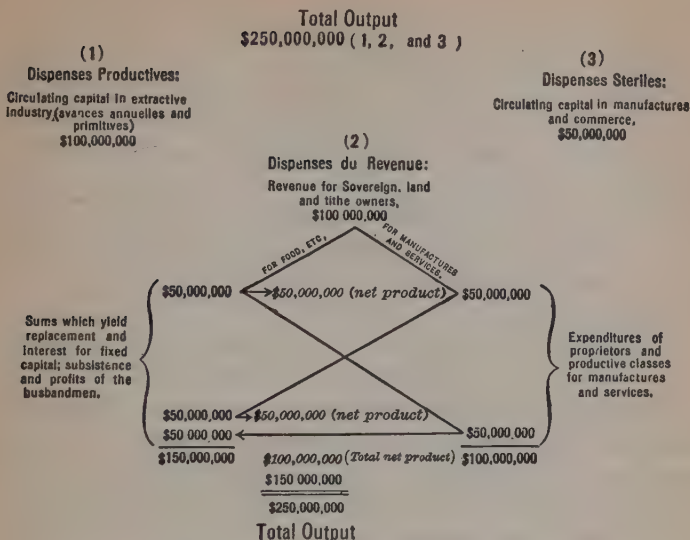 Total Output
$250,000,000 (1, 2, and 3 )
(1)
Dispenses Productives:
Circulating capital in extractive
industry,(avances annuelles and
primitives)
$100,000,000
(3)
Dispenses Steriles:
Circulating capital in manufactures
and commerce,
$50,000,000
(2)
Dispenses du Revenue:
Revenue for Sovereign. land
and tithe owners,
$100 000,000
FOR FOOD, ETC,
FOR MANUFACTURES
AND SERVICES.
$50,000,000
$50,000,000 (net product)
$50,000,000
Sums which yield
replacement and
Interest for fixed
capital; subsistence
and profits of the
husbandmen.
Expenditures of
proprietors and
productive classes
for manufactures
and services.
$50,000,000
$50,000,000 (net product)
$50 000,000
$50,000,000
$150,000,000
$100,000,000 (Total net product)
$100,000,000
$150 000,000
$250,000,000
Total Output